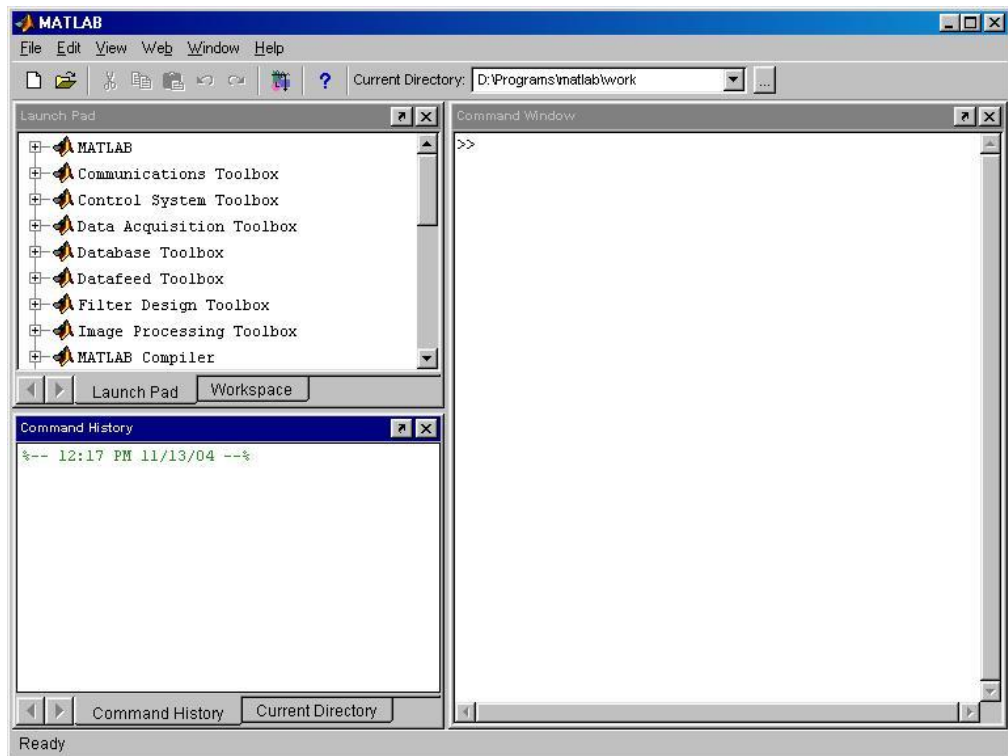 MATLAB
File Edit View Web Window Help
? Current Directory: D:\Programs\matlab\work ...
Launch Pad
MATLAB
Communications Toolbox
Control System Toolbox
Data Acquisition Toolbox
Database Toolbox
Datafeed Toolbox
Filter Design Toolbox
Image Processing Toolbox
MATLAB Compiler
Launch Pad Workspace
Command History
%-- 12:17 PM 11/13/04 --%
Command History Current Directory
Command Window
>>
Ready